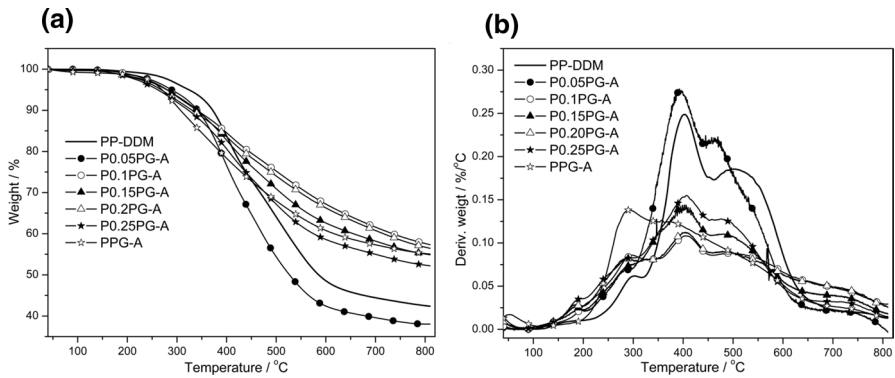 (a)
100
90
80
70
60
50
40
Weight / %
PP-DDM
P0.05PG-A
P0.1PG-A
P0.15PG-A
P0.2PG-A
P0.25PG-A
PPG-A
100 200 300 400 500 600 700 800
Temperature / °C
(b)
0.30
0.25
0.20
0.15
0.10
0.05
0.00
Deriv. weigt / %/°C
PP-DDM
P0.05PG-A
P0.1PG-A
P0.15PG-A
P0.20PG-A
P0.25PG-A
PPG-A
100 200 300 400 500 600 700 800
Temperature / °C